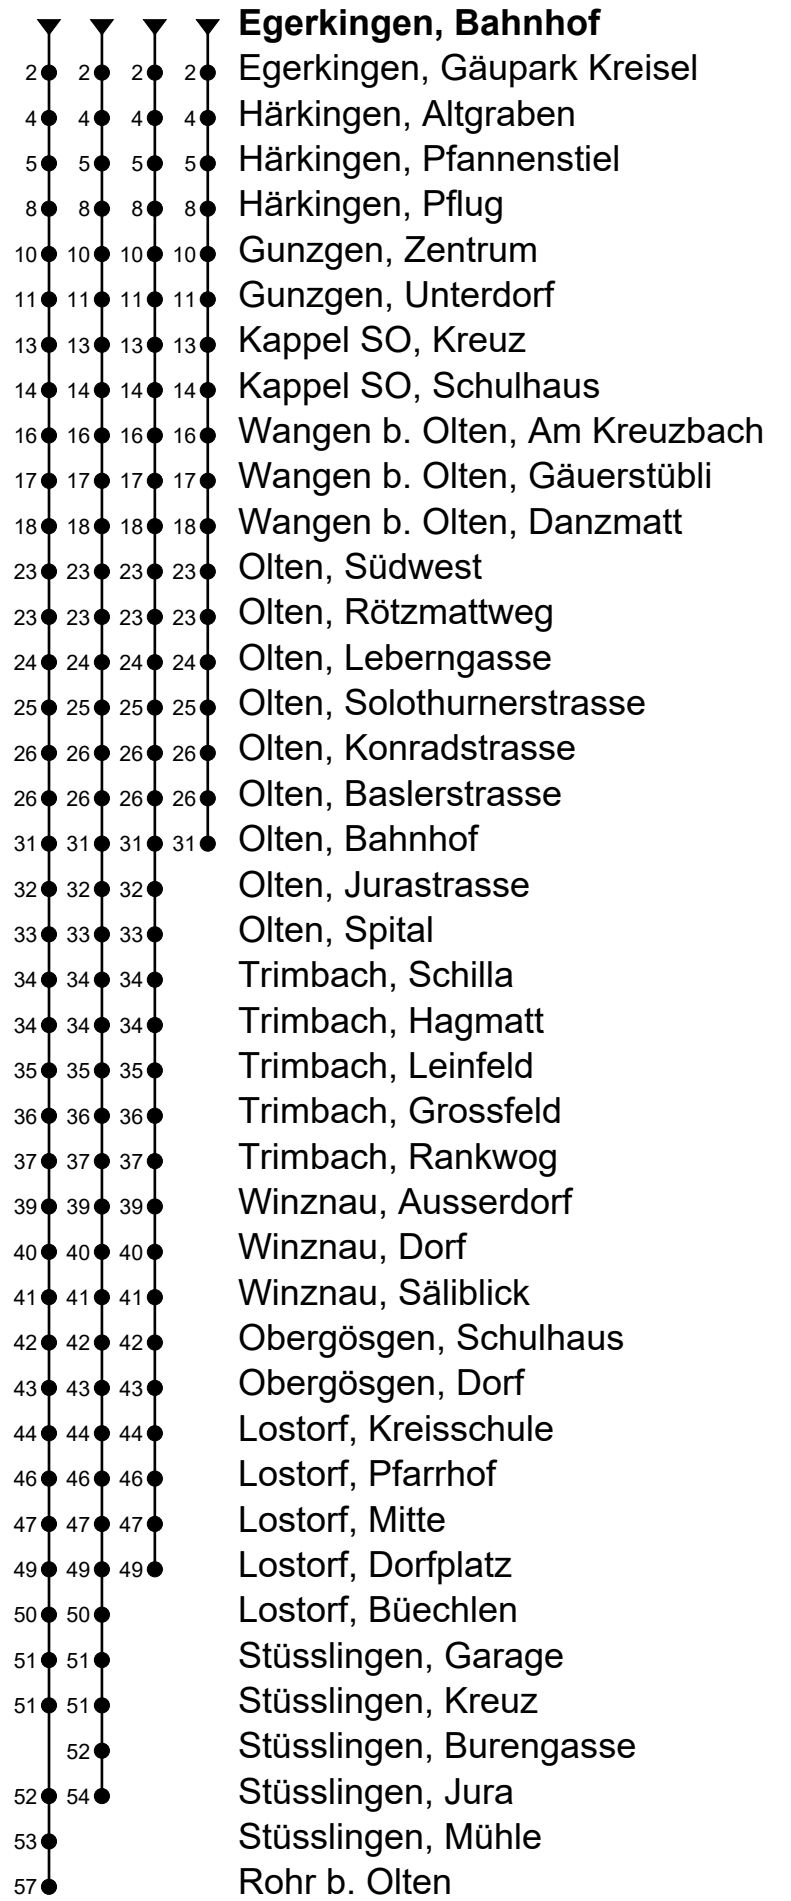 Egerkingen, Bahnhof
2 2 2 2 Egerkingen, Gäupark Kreisel
4 4 4 4 Härkingen, Altgraben
5 5 5 5 Härkingen, Pfannenstiel
8 8 8 8 Härkingen, Pflug
10 10 10 10 Gunzgen, Zentrum
11 11 11 11 Gunzgen, Unterdorf
13 13 13 13 Kappel SO, Kreuz
14 14 14 14 Kappel SO, Schulhaus
16 16 16 16 Wangen b. Olten, Am Kreuzbach
17 17 17 17 Wangen b. Olten, Gäuerstübli
18 18 18 18 Wangen b. Olten, Danzmatt
23 23 23 23 Olten, Südwest
23 23 23 23 Olten, Rötzmattweg
24 24 24 24 Olten, Leberngasse
25 25 25 25 Olten, Solothurnerstrasse
26 26 26 26 Olten, Konradstrasse
26 26 26 26 Olten, Baslerstrasse
31 31 31 31 Olten, Bahnhof
32 32 32 Olten, Jurastrasse
33 33 33 Olten, Spital
34 34 34 Trimbach, Schilla
34 34 34 Trimbach, Hagmatt
35 35 35 Trimbach, Leinfeld
36 36 36 Trimbach, Grossfeld
37 37 37 Trimbach, Rankwog
39 39 39 Winznau, Ausserdorf
40 40 40 Winznau, Dorf
41 41 41 Winznau, Säliblick
42 42 42 Obergösgen, Schulhaus
43 43 43 Obergösgen, Dorf
44 44 44 Lostorf, Kreisschule
46 46 46 Lostorf, Pfarrhof
47 47 47 Lostorf, Mitte
49 49 49 Lostorf, Dorfplatz
50 50 Lostorf, Büechlen
51 51 Stüsslingen, Garage
51 51 Stüsslingen, Kreuz
52 Stüsslingen, Burengasse
52 54 Stüsslingen, Jura
53 Stüsslingen, Mühle
57 Rohr b. Olten